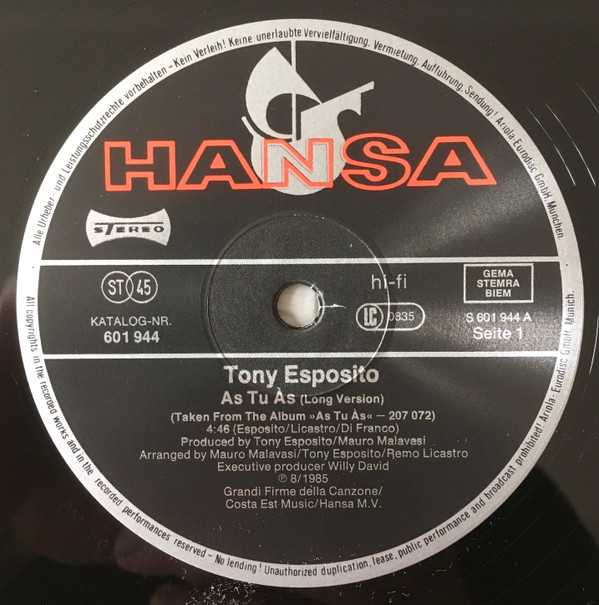 Alle Urheber- und Leistungsschutzrechte vorbehalten – Kein Verleih! Keine unerlaubte Vervielfältigung, Vermietung, Aufführung, Sendung! Ariola-Eurodisc GmbH, München
HANSA
STEREO
ST 45
hi-fi
GEMA
STEMRA
BIEM
KATALOG-NR.
601 944
LC 0835
S 601 944 A
Seite 1
Tony Esposito
As Tu Às (Long Version)
(Taken From The Album »As Tu Às« – 207 072)
4:46 (Esposito/Licastro/Di Franco)
Produced by Tony Esposito/Mauro Malavasi
Arranged by Mauro Malavasi/Tony Esposito/Remo Licastro
Executive producer Willy David
℗ 8/1985
Grandi Firme della Canzone/
Costa Est Music/Hansa M.V.
All copyrights in the recorded works and in the recorded performances reserved – No lending! Unauthorized duplication, lease, public performance and broadcast prohibited! Ariola-Eurodisc GmbH, Munich.